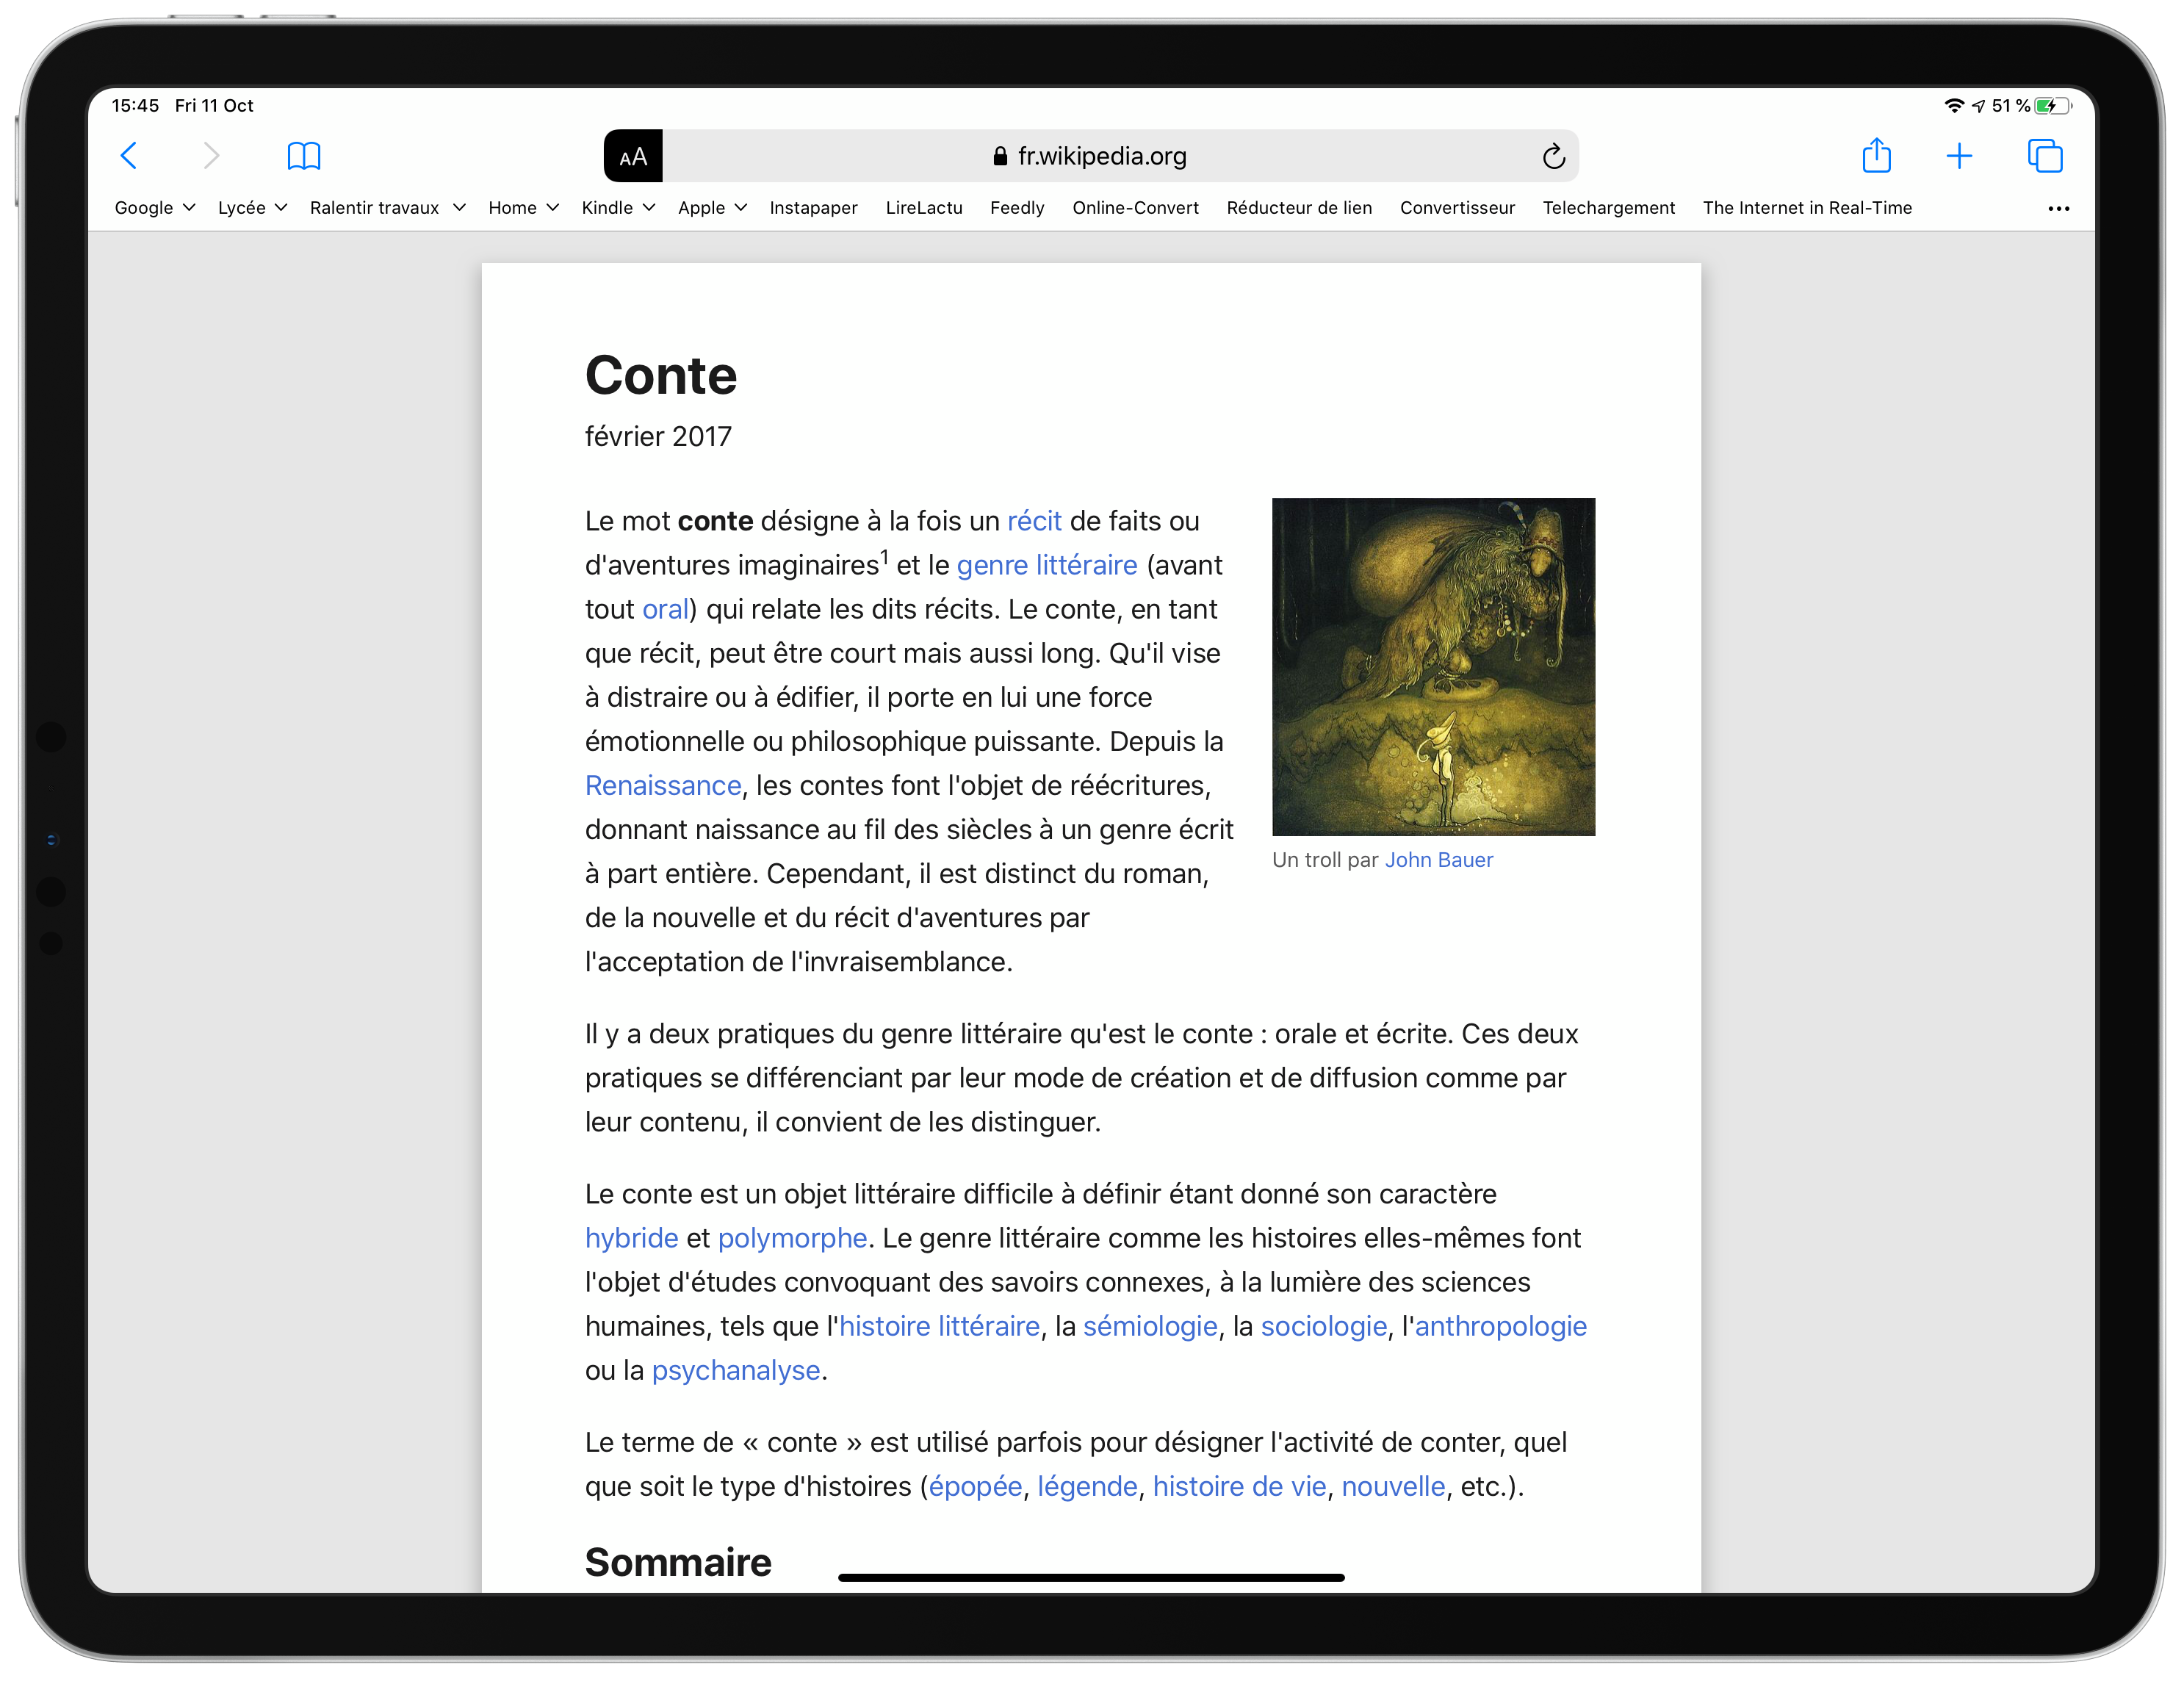 15:45 Fri 11 Oct
51 %
AA fr.wikipedia.org
Google Lycée Ralentir travaux Home Kindle Apple Instapaper LireLactu Feedly Online-Convert Réducteur de lien Convertisseur Telechargement The Internet in Real-Time
Conte
février 2017
Le mot conte désigne à la fois un récit de faits ou
d'aventures imaginaires1 et le genre littéraire (avant
tout oral) qui relate les dits récits. Le conte, en tant
que récit, peut être court mais aussi long. Qu'il vise
à distraire ou à édifier, il porte en lui une force
émotionnelle ou philosophique puissante. Depuis la
Renaissance, les contes font l'objet de réécritures,
donnant naissance au fil des siècles à un genre écrit
à part entière. Cependant, il est distinct du roman,
de la nouvelle et du récit d'aventures par
l'acceptation de l'invraisemblance.
Un troll par John Bauer
Il y a deux pratiques du genre littéraire qu'est le conte : orale et écrite. Ces deux
pratiques se différenciant par leur mode de création et de diffusion comme par
leur contenu, il convient de les distinguer.
Le conte est un objet littéraire difficile à définir étant donné son caractère
hybride et polymorphe. Le genre littéraire comme les histoires elles-mêmes font
l'objet d'études convoquant des savoirs connexes, à la lumière des sciences
humaines, tels que l'histoire littéraire, la sémiologie, la sociologie, l'anthropologie
ou la psychanalyse.
Le terme de « conte » est utilisé parfois pour désigner l'activité de conter, quel
que soit le type d'histoires (épopée, légende, histoire de vie, nouvelle, etc.).
Sommaire